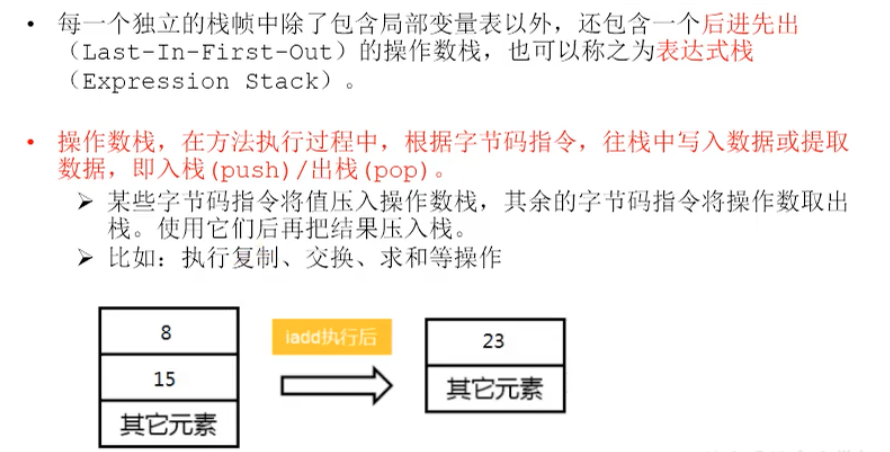 • 每一个独立的栈帧中除了包含局部变量表以外，还包含一个后进先出
（Last-In-First-Out）的操作数栈，也可以称之为表达式栈
（Expression Stack）。
• 操作数栈，在方法执行过程中，根据字节码指令，往栈中写入数据或提取
数据，即入栈(push)/出栈(pop)。
➢ 某些字节码指令将值压入操作数栈，其余的字节码指令将操作数取出
栈。使用它们后再把结果压入栈。
➢ 比如：执行复制、交换、求和等操作
8
15
其它元素
iadd执行后
23
其它元素